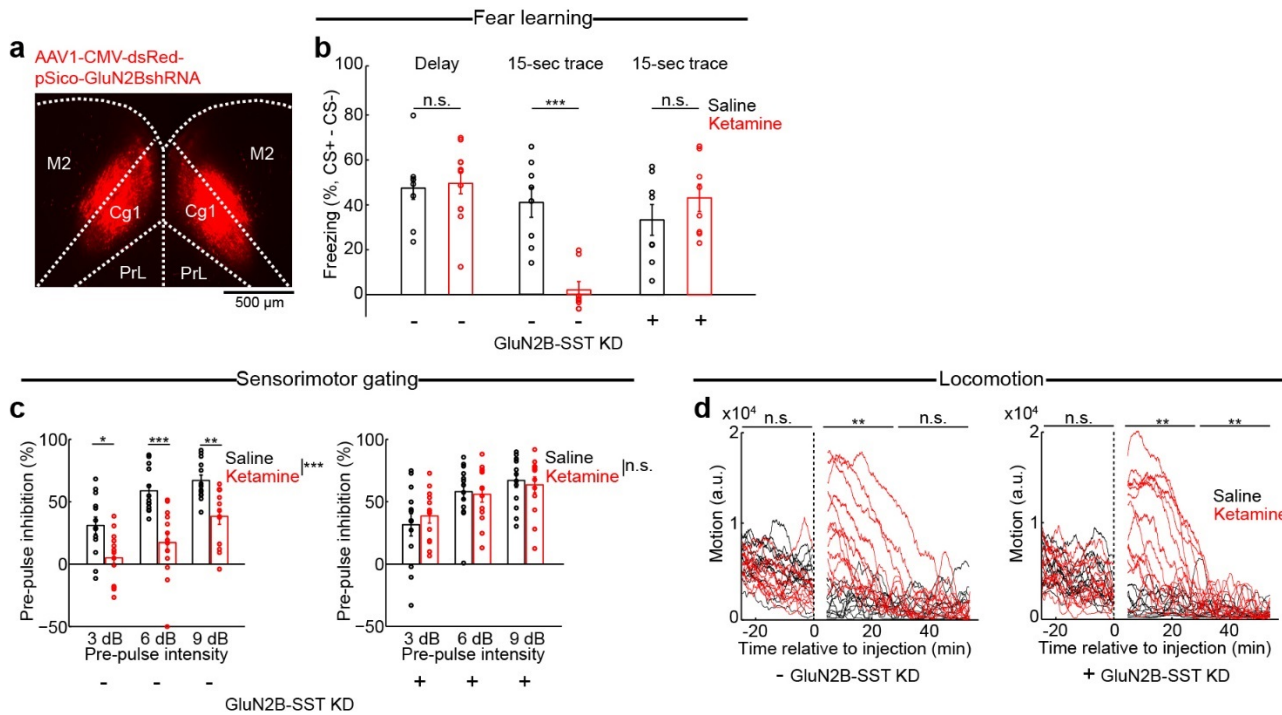 Fear learning
a
AAV1-CMV-dsRed-
pSico-GluN2BshRNA
M2
M2
Cg1
Cg1
PrL
PrL
500 µm
b
Delay
15-sec trace
15-sec trace
n.s.
***
n.s.
Saline
Ketamine
Freezing (%, CS+ - CS-)
80
60
40
20
0
- - - - + +
GluN2B-SST KD
Sensorimotor gating
c
Pre-pulse inhibition (%)
100
50
0
−50
*
***
**
Saline
Ketamine
***
3 dB 6 dB 9 dB
Pre-pulse intensity
- - -
Pre-pulse inhibition (%)
100
50
0
−50
Saline
Ketamine
n.s.
3 dB 6 dB 9 dB
Pre-pulse intensity
+ + +
GluN2B-SST KD
Locomotion
d
x10⁴
n.s.
**
n.s.
Motion (a.u.)
2
1
0
-20 0 20 40
Time relative to injection (min)
- GluN2B-SST KD
x10⁴
n.s.
**
**
Saline
Ketamine
Motion (a.u.)
2
1
0
-20 0 20 40
Time relative to injection (min)
+ GluN2B-SST KD